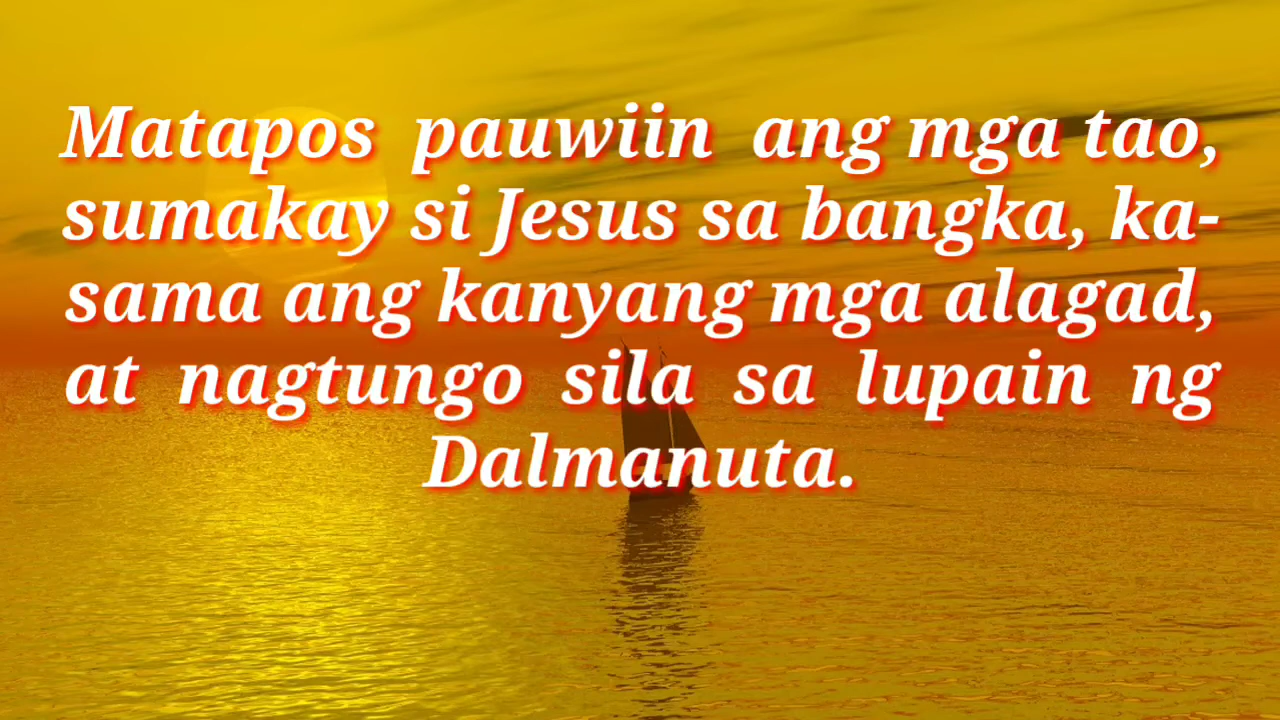 Matapos pauwiin ang mga tao,
sumakay si Jesus sa bangka, ka-
sama ang kanyang mga alagad,
at nagtungo sila sa lupain ng
Dalmanuta.